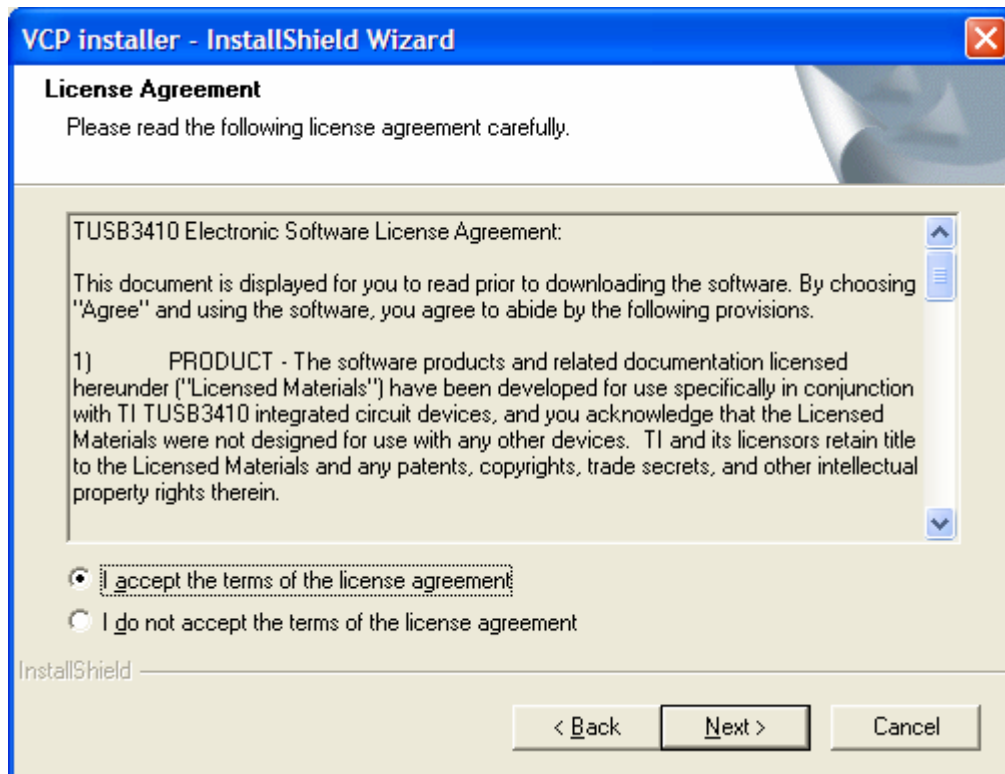 VCP installer - InstallShield Wizard
License Agreement
Please read the following license agreement carefully.
TUSB3410 Electronic Software License Agreement:
This document is displayed for you to read prior to downloading the software. By choosing
"Agree" and using the software, you agree to abide by the following provisions.
1) PRODUCT - The software products and related documentation licensed
hereunder ("Licensed Materials") have been developed for use specifically in conjunction
with TI TUSB3410 integrated circuit devices, and you acknowledge that the Licensed
Materials were not designed for use with any other devices. TI and its licensors retain title
to the Licensed Materials and any patents, copyrights, trade secrets, and other intellectual
property rights therein.
I accept the terms of the license agreement
I do not accept the terms of the license agreement
InstallShield
< Back Next > Cancel